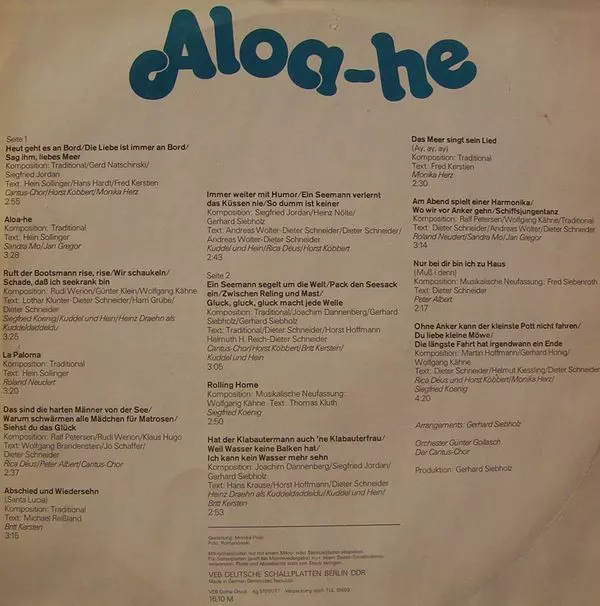 Aloa-he
Seite 1
Heut geht es an Bord/Die Liebe ist immer an Bord/
Sag ihm, liebes Meer
Komposition: Traditional/Gerd Natschinski/
Siegfried Jordan
Text: Hein Sollinger/Hans Hardt/Fred Kerstien
Cantus-Chor/Horst Köbbert/Monika Herz
2:55
Aloa-he
Komposition: Traditional
Text: Hein Sollinger
Sandra Mo/Jan Gregor
3:28
Ruft der Bootsmann rise, rise/Wir schaukeln/
Schade, daß ich seekrank bin
Komposition: Rudi Werion/Günter Klein/Wolfgang Kähne
Text: Lothar Klunter-Dieter Schneider/Ham Grube/
Dieter Schneider
Siegfried Koenig/Kuddel und Hein/Heinz Draehn als
Kuddeldaddeldu
3:25
La Paloma
Komposition: Traditional
Text: Hein Sollinger
Roland Neudert
3:20
Das sind die harten Männer von der See/
Warum schwärmen alle Mädchen für Matrosen/
Siehst du das Glück
Komposition: Ralf Petersen/Rudi Werion/Klaus Hugo
Text: Wolfgang Brandenstein/Jo Schaffer/
Dieter Schneider
Rica Déus/Peter Albert/Cantus-Chor
2:37
Abschied und Wiedersehn
(Santa Lucia)
Komposition: Traditional
Text: Michael Reißland
Britt Kersten
3:15
Immer weiter mit Humor/Ein Seemann verlernt
das Küssen nie/So dumm ist keiner
Komposition: Siegfried Jordan/Heinz Nolte/
Gerhard Siebholz
Text: Andreas Wolter-Dieter Schneider/Dieter Schneider/
Andreas Wolter-Dieter Schneider
Kuddel und Hein/Rica Déus/Horst Köbbert
2:43
Seite 2
Ein Seemann segelt um die Welt/Pack den Seesack
ein/Zwischen Reling und Mast/
Gluck, gluck, gluck macht jede Welle
Komposition: Traditional/Joachim Dannenberg/Gerhard
Siebholz/Gerhard Siebholz
Text: Traditional/Dieter Schneider/Horst Hoffmann
Helmuth H. Reich-Dieter Schneider
Cantus-Chor/Horst Köbbert/Britt Kersten/
Kuddel und Hein
3:05
Rolling Home
Komposition: Musikalische Neufassung:
Wolfgang Kähne · Text: Thomas Kluth
Siegfried Koenig
2:50
Hat der Klabautermann auch 'ne Klabauterfrau/
Weil Wasser keine Balken hat/
Ich kann kein Wasser mehr sehn
Komposition: Joachim Dannenberg/Siegfried Jordan/
Gerhard Siebholz
Text: Hans Krause/Horst Hoffmann/Dieter Schneider
Heinz Draehn als Kuddeldaddeldu/Kuddel und Hein/
Britt Kersten
2:53
Gestaltung: Monika
Foto:
VEB DEUTSCHE SCHALLPLATTEN BERLIN DDR
Made in German Democratic Republic
16,10 M
Das Meer singt sein Lied
(Ay, ay, ay)
Komposition: Traditional
Text: Fred Kerstien
Monika Herz
2:30
Am Abend spielt einer Harmonika/
Wo wir vor Anker gehn/Schiffsjungentanz
Komposition: Ralf Petersen/Wolfgang Kähne/Traditional
Text: Dieter Schneider/Dieter Schneider
Roland Neudert/Sandra Mo/Jan Gregor
3:14
Nur bei dir bin ich zu Haus
(Muß i denn)
Komposition: Musikalische Neufassung: Fred Siebenroth
Text: Dieter Schneider
Peter Albert
2:17
Ohne Anker kann der kleinste Pott nicht fahren/
Du liebe kleine Möwe/
Die längste Fahrt hat irgendwann ein Ende
Komposition: Martin Hoffmann/Gerhard Honig/
Wolfgang Kähne
Text: Dieter Schneider/Helmut Kessling/Dieter Schneider
Rica Déus und Horst Köbbert/Monika Herz/
Siegfried Koenig
4:20
Arrangements: Gerhard Siebholz
Orchester Günter Gollasch
Der Cantus-Chor
Produktion: Gerhard Siebholz